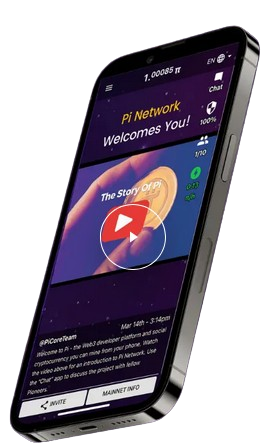 1.00085 π
EN
Chat
Pi Network
Welcomes You!
100%
1/10
The Story Of Pi
Mar 14th - 3:14pm
@PiCoreTeam
Welcome to Pi - the Web3 developer platform and social
cryptocurrency you can mine from your phone. Watch
the video above for an introduction to Pi Network. Use
the "Chat" app to discuss the project with fellow
Pioneers.
INVITE
MAINNET INFO